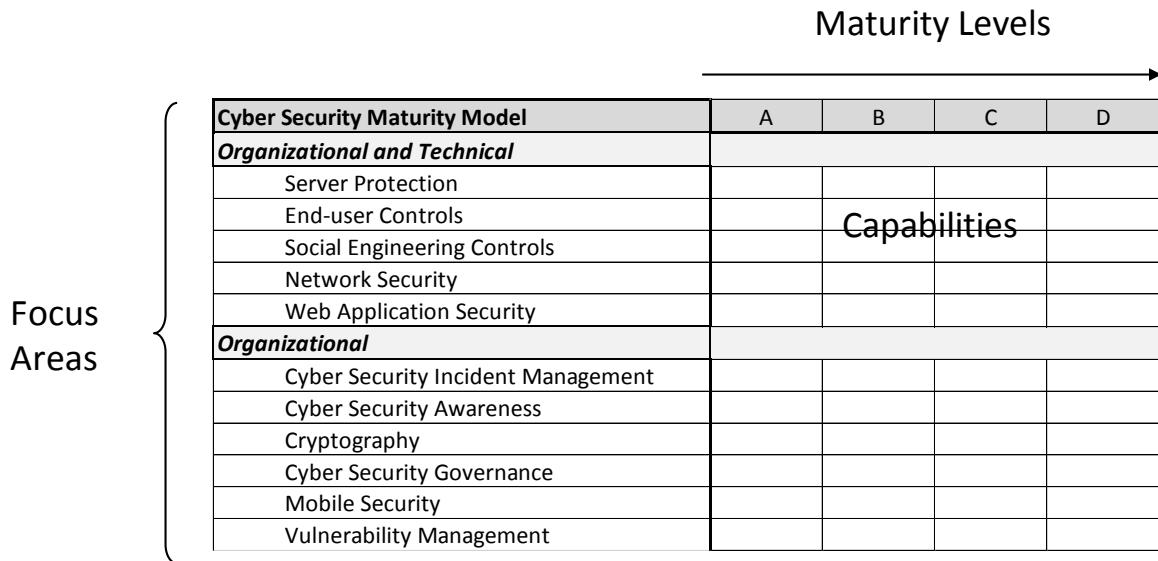 Maturity Levels
Cyber Security Maturity Model A B C D
Organizational and Technical
Server Protection
End-user Controls
Capabilities
Social Engineering Controls
Network Security
Web Application Security
Focus
Areas
Organizational
Cyber Security Incident Management
Cyber Security Awareness
Cryptography
Cyber Security Governance
Mobile Security
Vulnerability Management